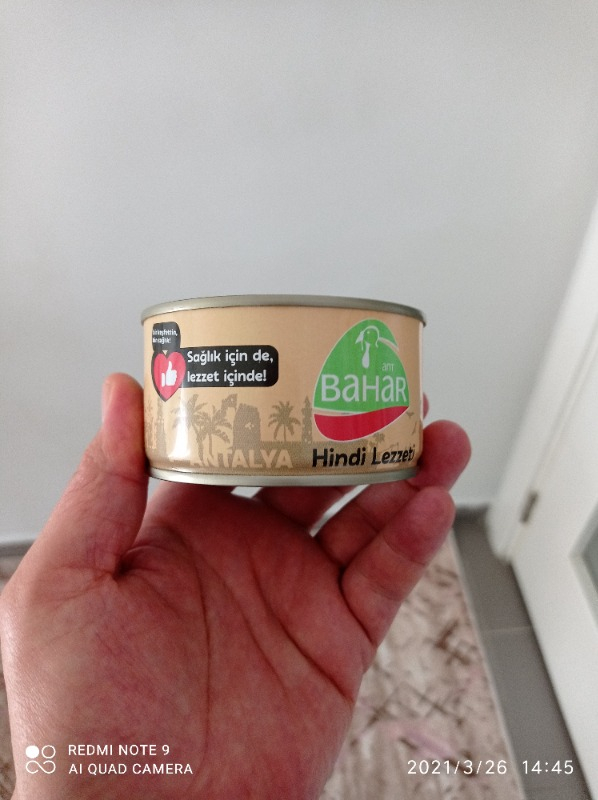 Sağlık için de,
lezzet içinde!
am
BaHaR
ANTALYA
Hindi Lezzeti
REDMI NOTE 9
AI QUAD CAMERA
2021/3/26 14:45